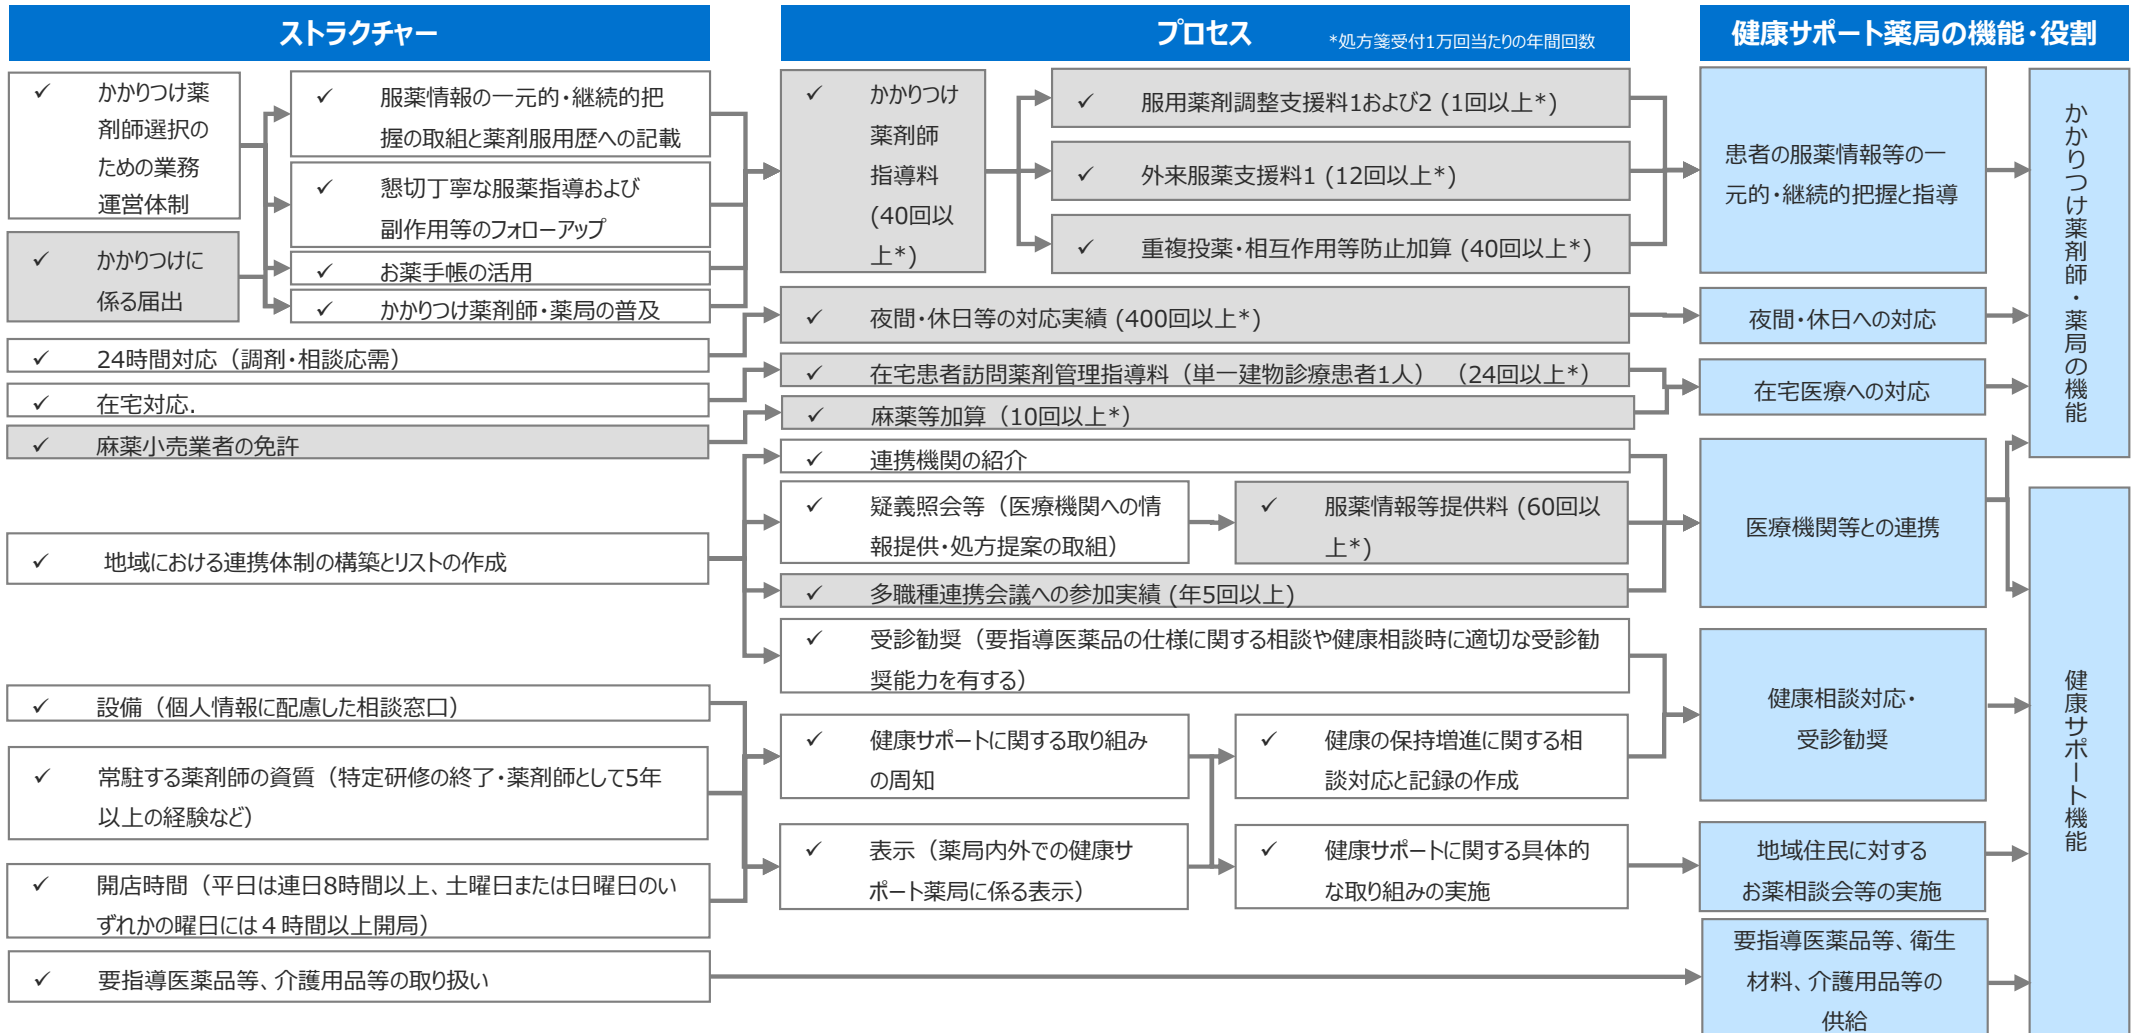 ストラクチャー
プロセス
*処方箋受付1万回当たりの年間回数
健康サポート薬局の機能・役割
✓ かかりつけ薬
剤師選択の
ための業務
運営体制
✓ かかりつけに
係る届出
✓ 服薬情報の一元的・継続的把
握の取組と薬剤服用歴への記載
✓ 懇切丁寧な服薬指導および
副作用等のフォローアップ
✓ お薬手帳の活用
✓ かかりつけ薬剤師・薬局の普及
✓ 24時間対応（調剤・相談応需）
✓ 在宅対応.
✓ 麻薬小売業者の免許
✓ 地域における連携体制の構築とリストの作成
✓ 設備（個人情報に配慮した相談窓口）
✓ 常駐する薬剤師の資質（特定研修の終了・薬剤師として5年
以上の経験など）
✓ 開店時間（平日は連日8時間以上、土曜日または日曜日のい
ずれかの曜日には４時間以上開局）
✓ 要指導医薬品等、介護用品等の取り扱い
✓ かかりつけ
薬剤師
指導料
(40回以
上*)
✓ 服用薬剤調整支援料1および2 (1回以上*)
✓ 外来服薬支援料1 (12回以上*)
✓ 重複投薬・相互作用等防止加算 (40回以上*)
✓ 夜間・休日等の対応実績 (400回以上*)
✓ 在宅患者訪問薬剤管理指導料（単一建物診療患者1人） （24回以上*）
✓ 麻薬等加算（10回以上*）
✓ 連携機関の紹介
✓ 疑義照会等（医療機関への情
報提供・処方提案の取組）
✓ 服薬情報等提供料 (60回以
上*)
✓ 多職種連携会議への参加実績 (年5回以上)
✓ 受診勧奨（要指導医薬品の仕様に関する相談や健康相談時に適切な受診勧
奨能力を有する）
✓ 健康サポートに関する取り組み
の周知
✓ 健康の保持増進に関する相
談対応と記録の作成
✓ 表示（薬局内外での健康サ
ポート薬局に係る表示）
✓ 健康サポートに関する具体的
な取り組みの実施
患者の服薬情報等の一
元的・継続的把握と指導
夜間・休日への対応
在宅医療への対応
医療機関等との連携
健康相談対応・
受診勧奨
地域住民に対する
お薬相談会等の実施
要指導医薬品等、衛生
材料、介護用品等の
供給
かかりつけ薬剤師・薬局の機能
健康サポート機能